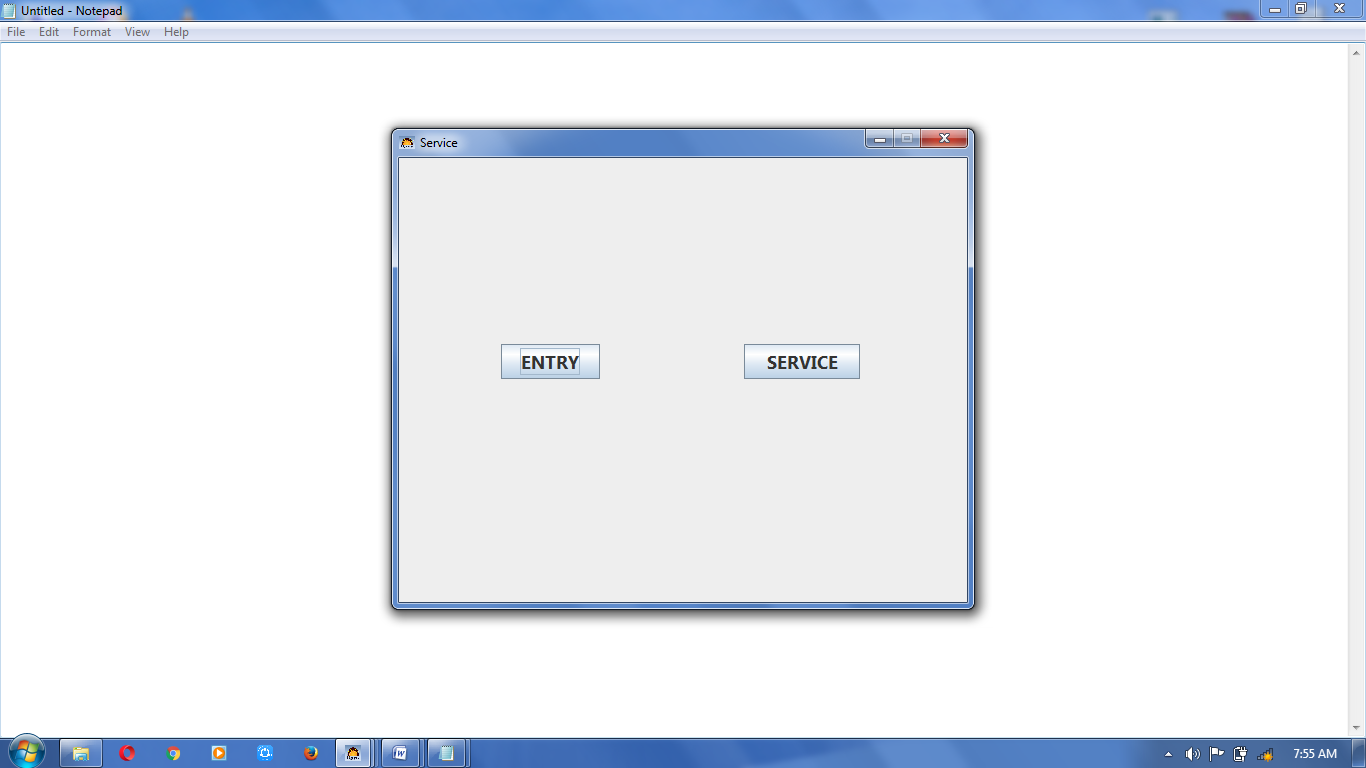 Untitled - Notepad
File Edit Format View Help
Service
ENTRY SERVICE
7:55 AM